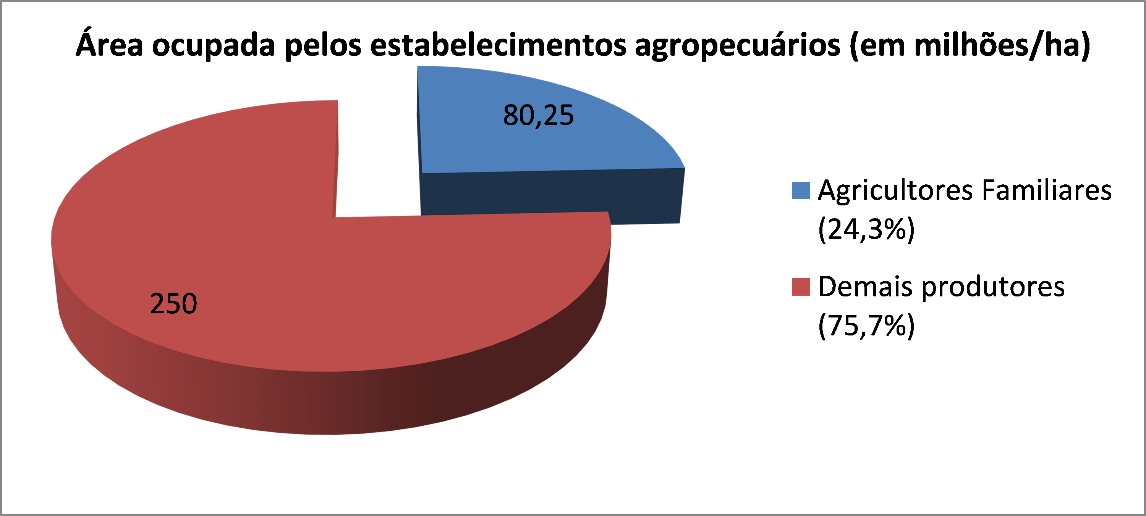 Área ocupada pelos estabelecimentos agropecuários (em milhões/ha)
80,25
250
Agricultores Familiares
(24,3%)
Demais produtores
(75,7%)